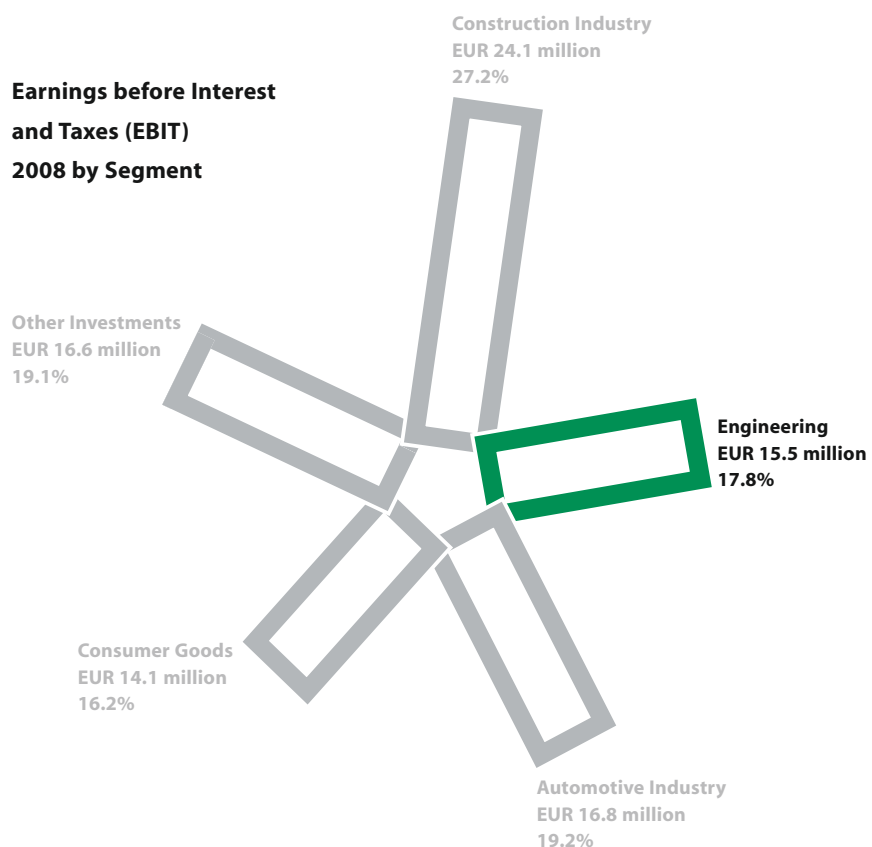 Construction Industry
EUR 24.1 million
27.2%
Earnings before Interest
and Taxes (EBIT)
2008 by Segment
Other Investments
EUR 16.6 million
19.1%
Engineering
EUR 15.5 million
17.8%
Consumer Goods
EUR 14.1 million
16.2%
Automotive Industry
EUR 16.8 million
19.2%